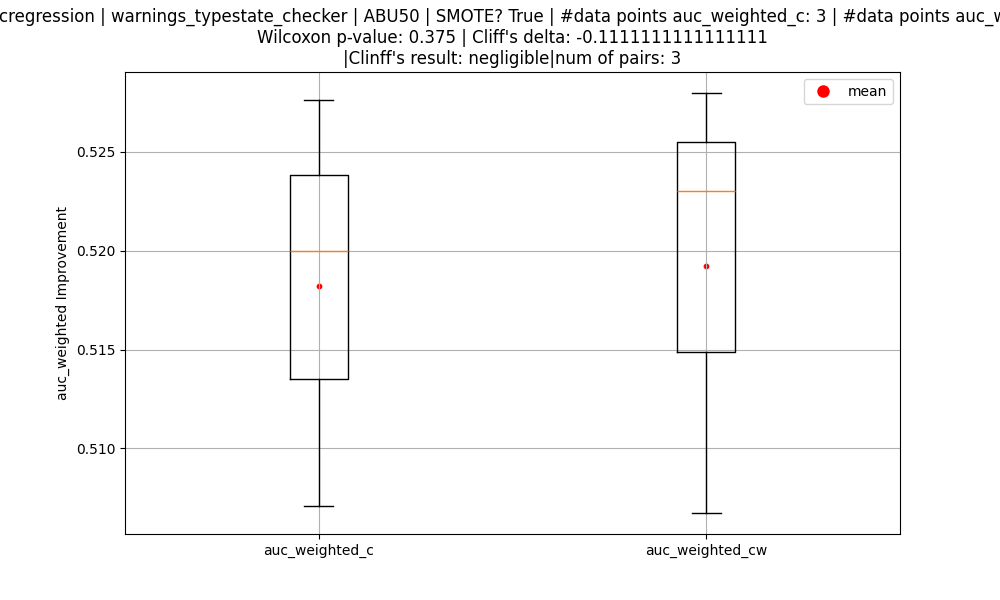 cregression | warnings_typestate_checker | ABU50 | SMOTE? True | #data points auc_weighted_c: 3 | #data points
Wilcoxon p-value: 0.375 | Cliff's delta: -0.1111111111111111
|Clinff's result: negligible|num of pairs: 3
mean
0.525
0.520
0.515
0.510
auc_weighted Improvement
auc_weighted_c
auc_weighted_cw